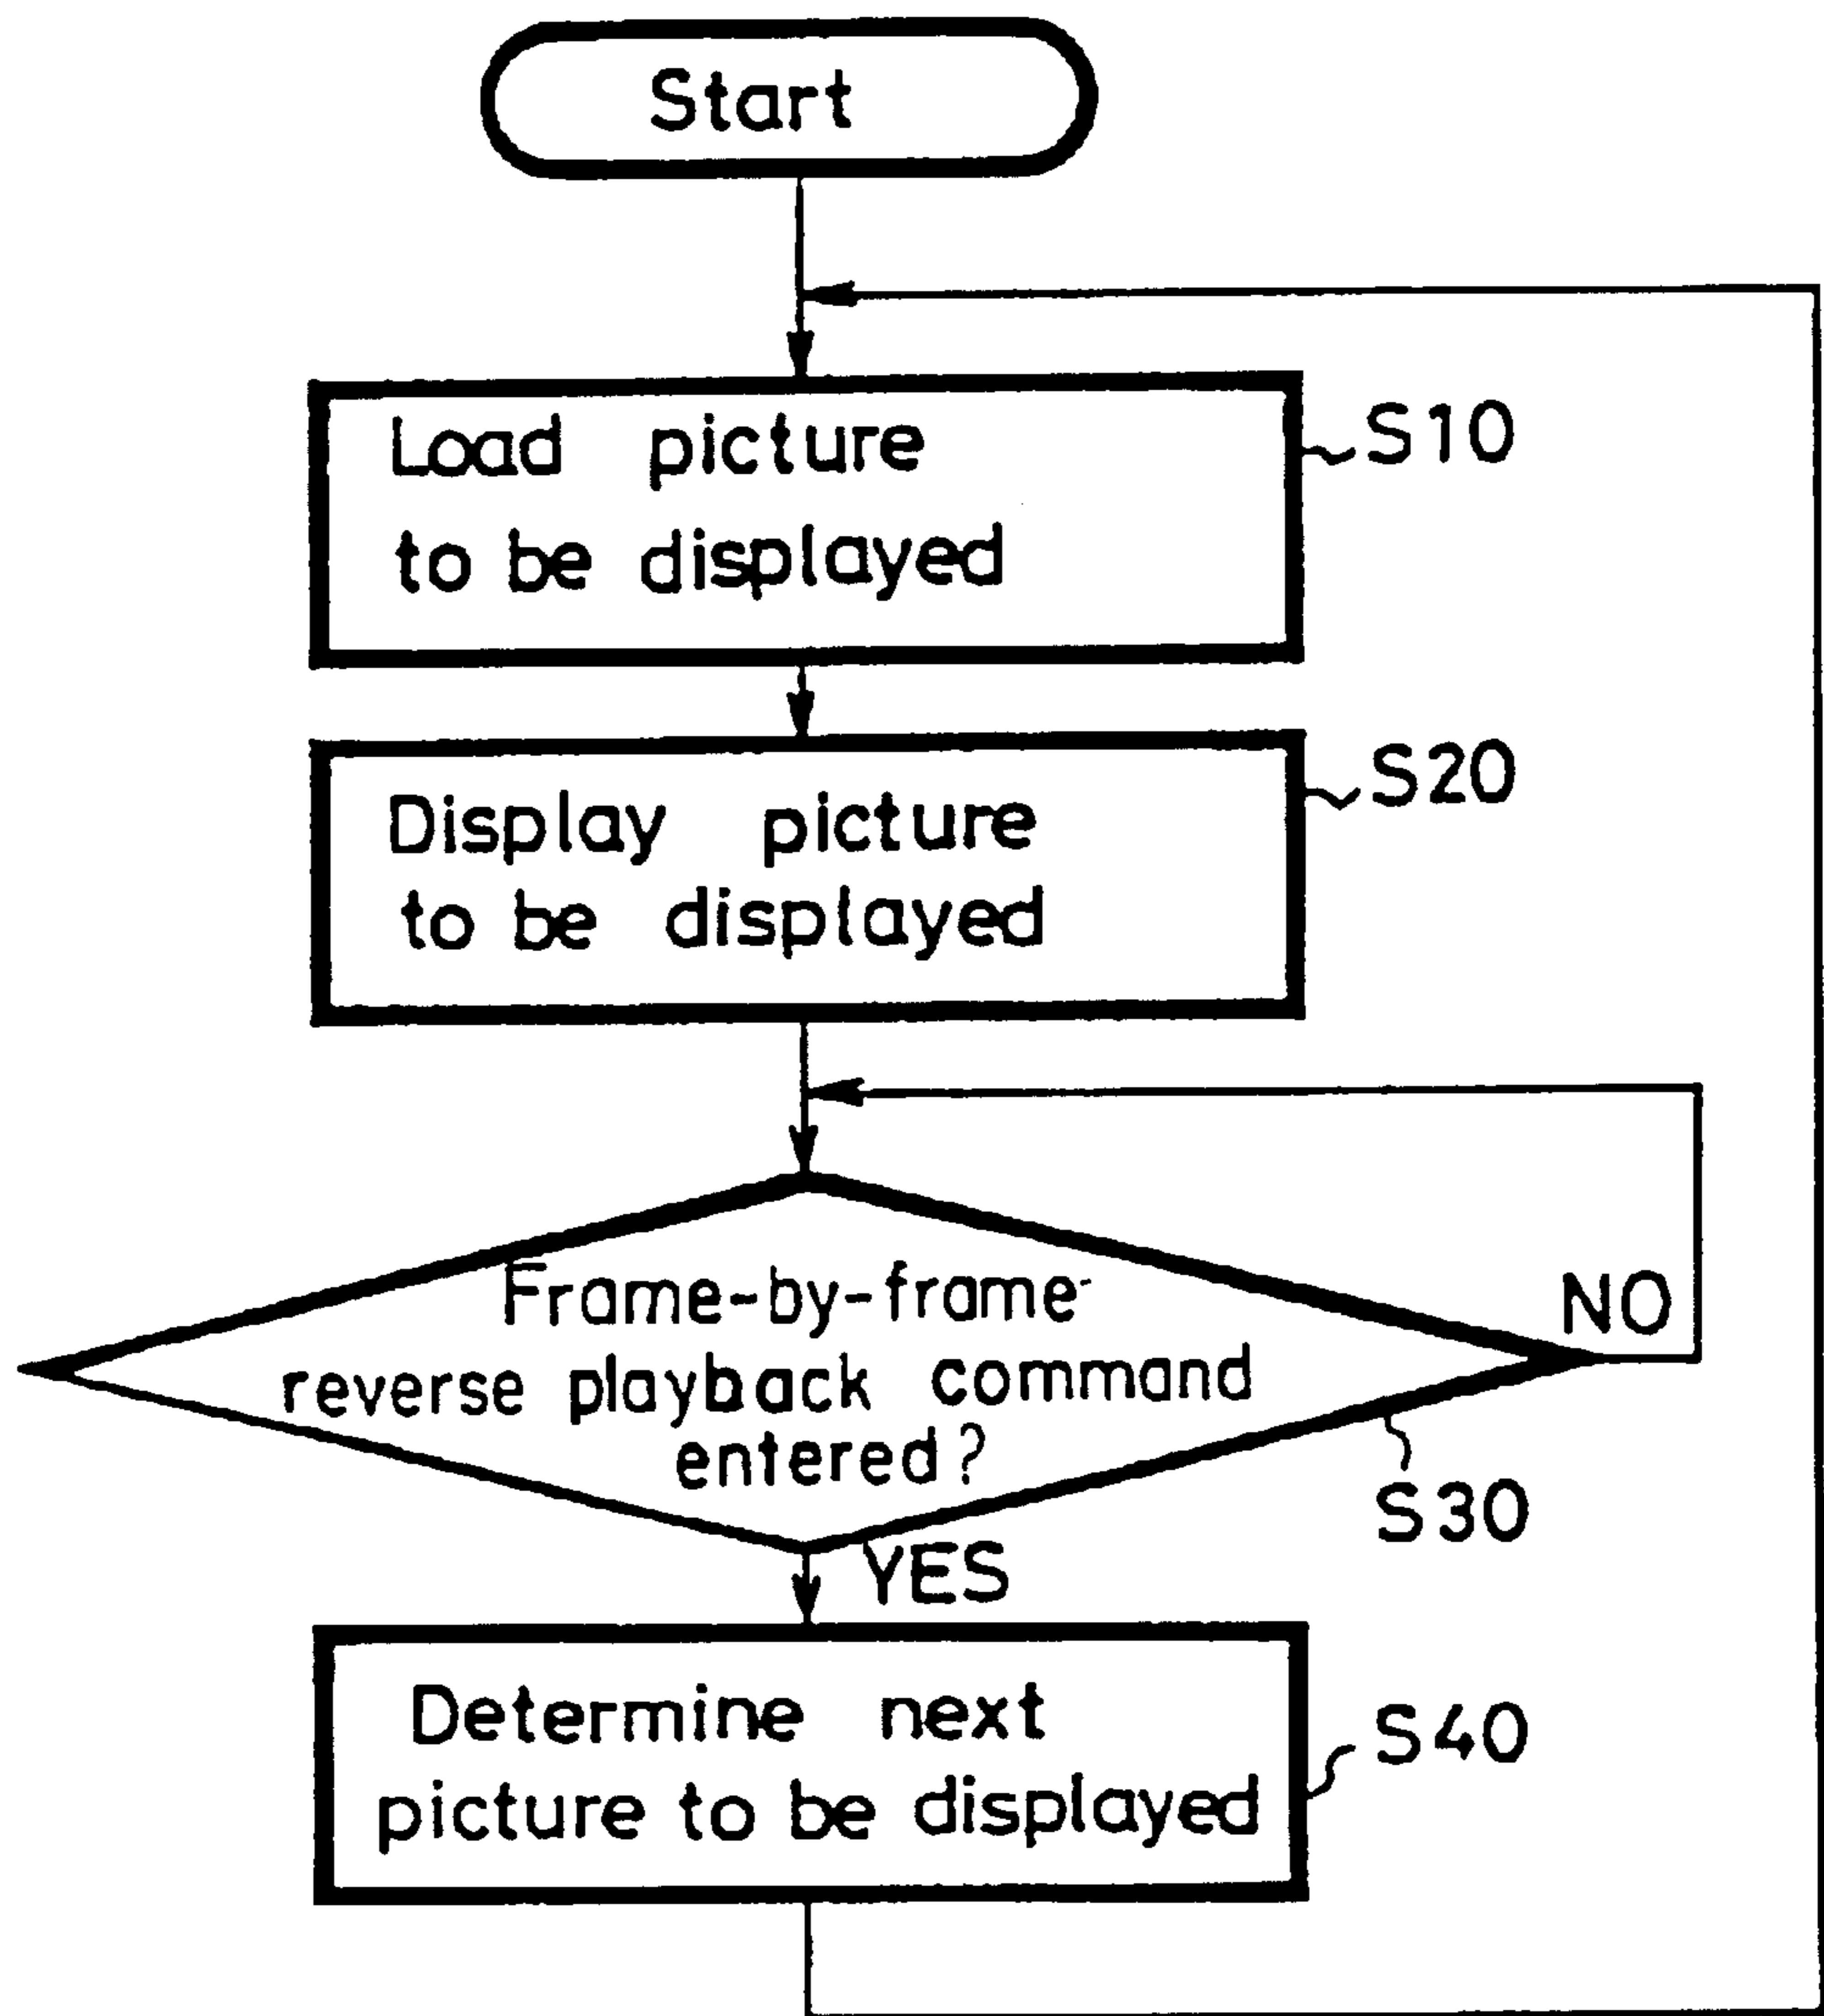 Start
Load picture
to be displayed
S10
Display picture
to be displayed
S20
Frame-by-frame-
reverse playback command
entered?
NO
S30
YES
Determine next
picture to be displayed
S40